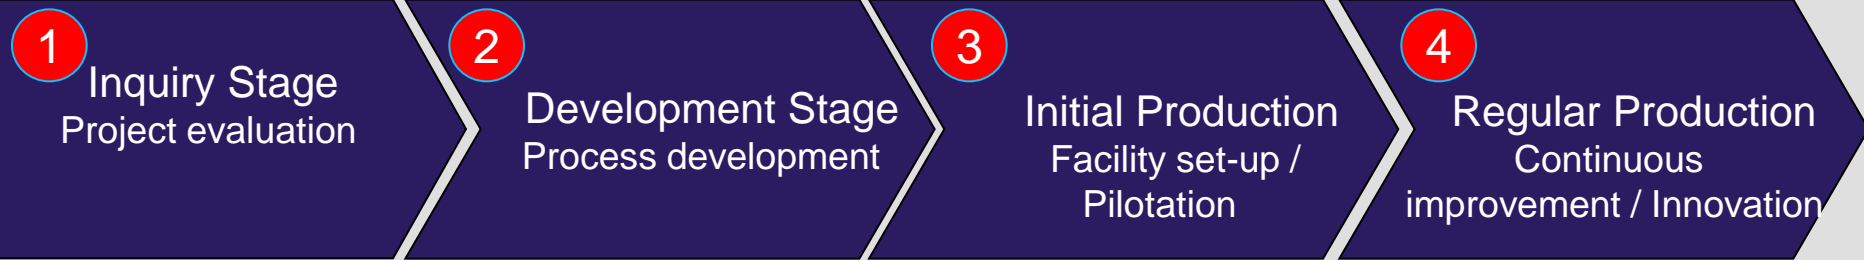 1
Inquiry Stage
Project evaluation
2
Development Stage
Process development
3
Initial Production
Facility set-up /
Pilotation
4
Regular Production
Continuous
improvement / Innovation